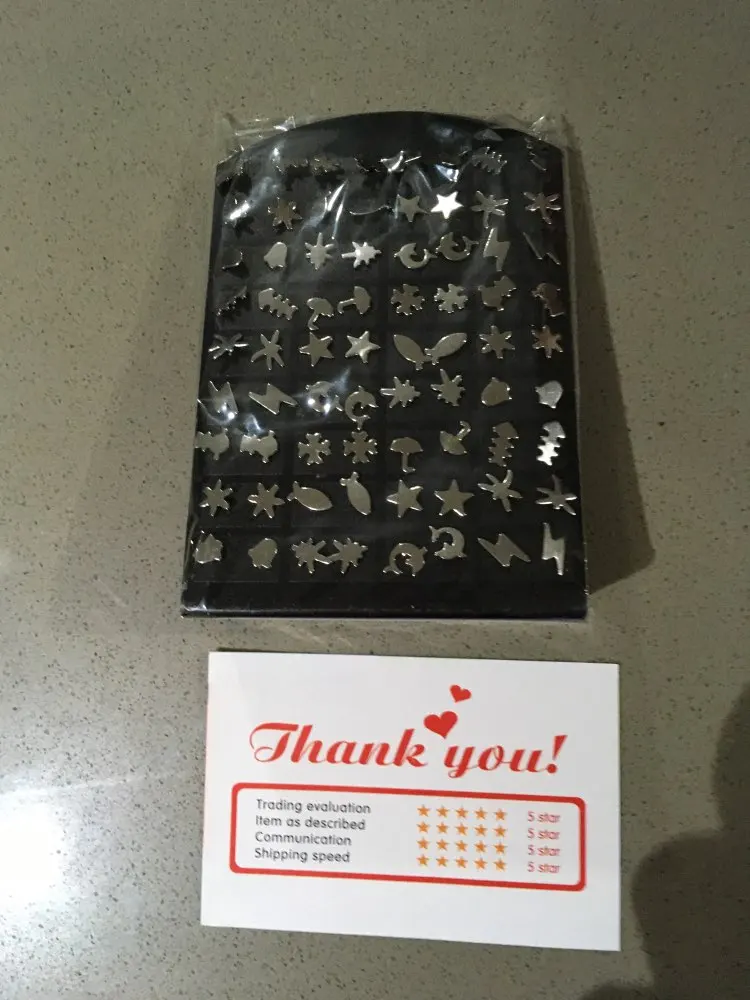 Thank you!
Trading evaluation ★★★★★ 5 star
Item as described ★★★★★ 5 star
Communication ★★★★★ 5 star
Shipping speed ★★★★★ 5 star